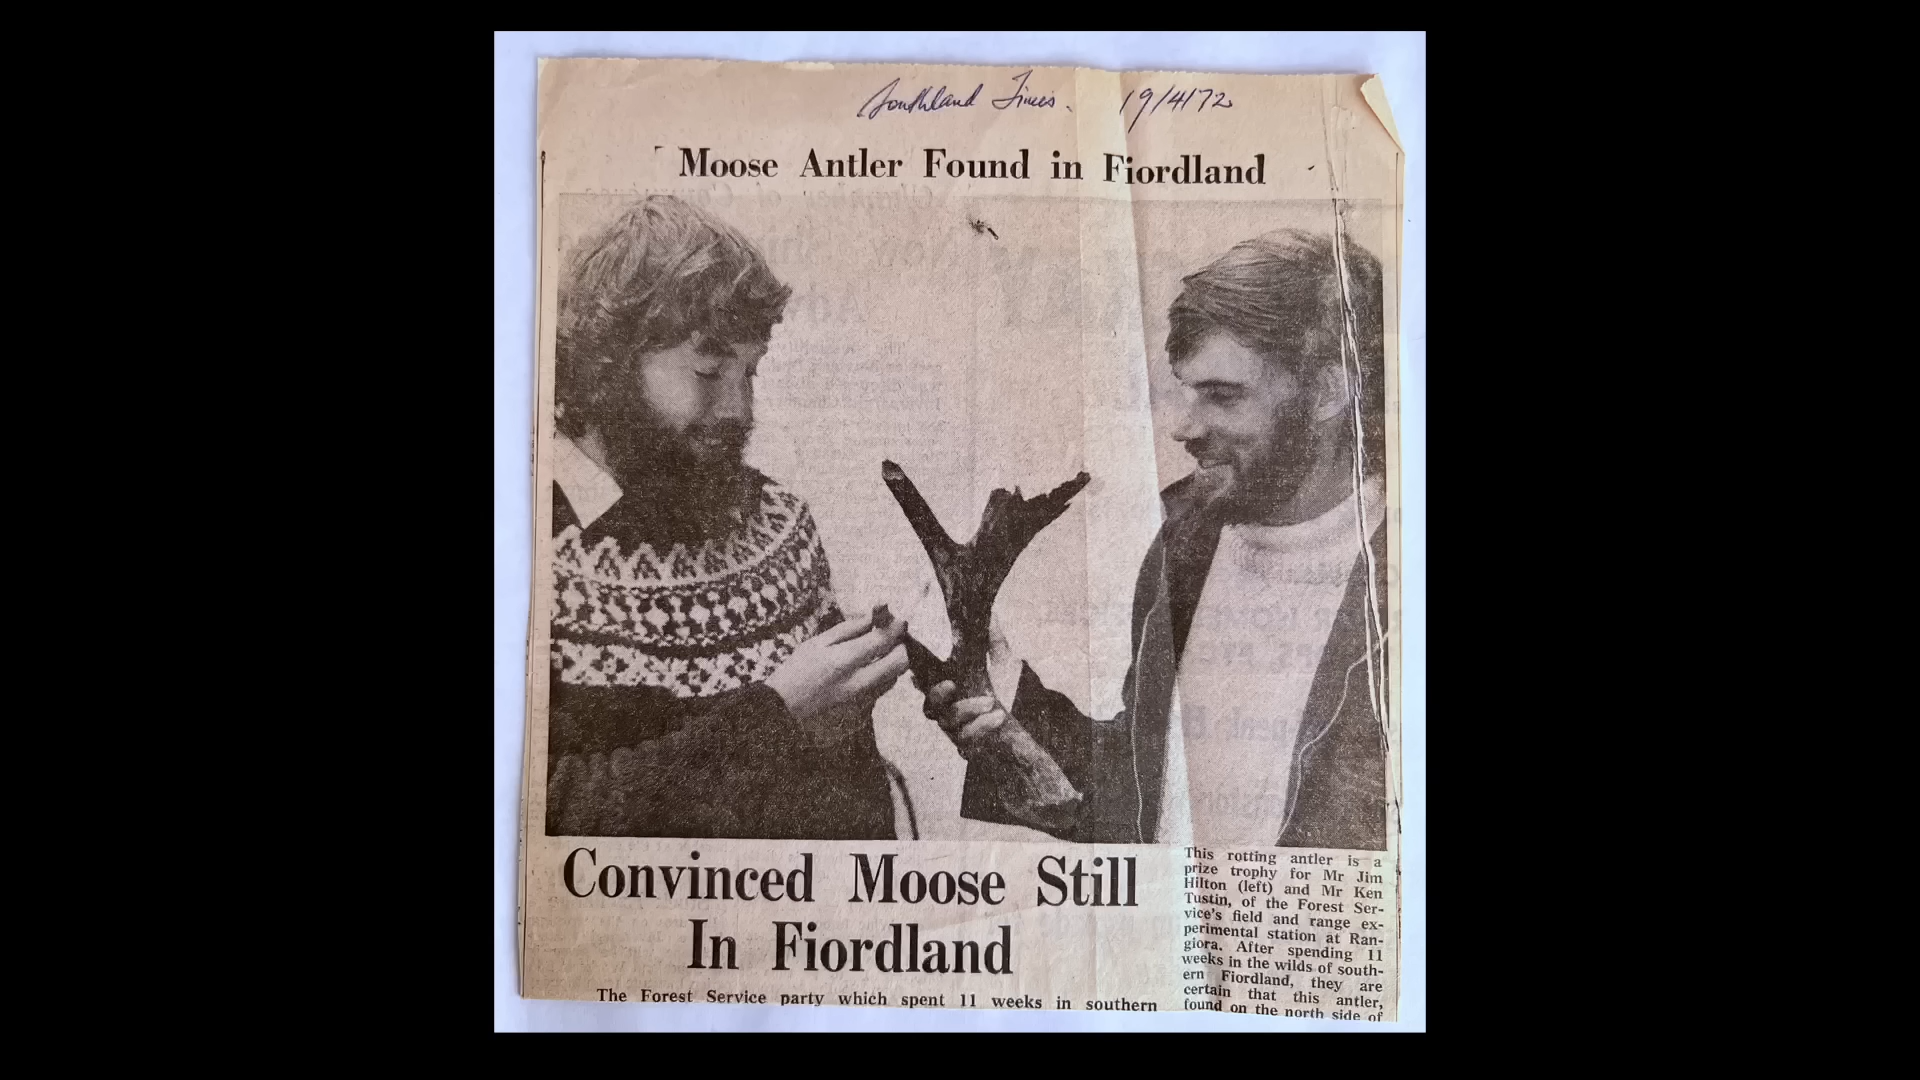 Southland Times. 19/4/72
Moose Antler Found in Fiordland
Convinced Moose Still
In Fiordland
The Forest Service party which spent 11 weeks in southern
This rotting antler is a
prize trophy for Mr Jim
Hilton (left) and Mr Ken
Tustin, of the Forest Ser-
vice's field and range ex-
perimental station at Ran-
giora. After spending 11
weeks in the wilds of south-
ern Fiordland, they are
certain that this antler,
found on the north side of